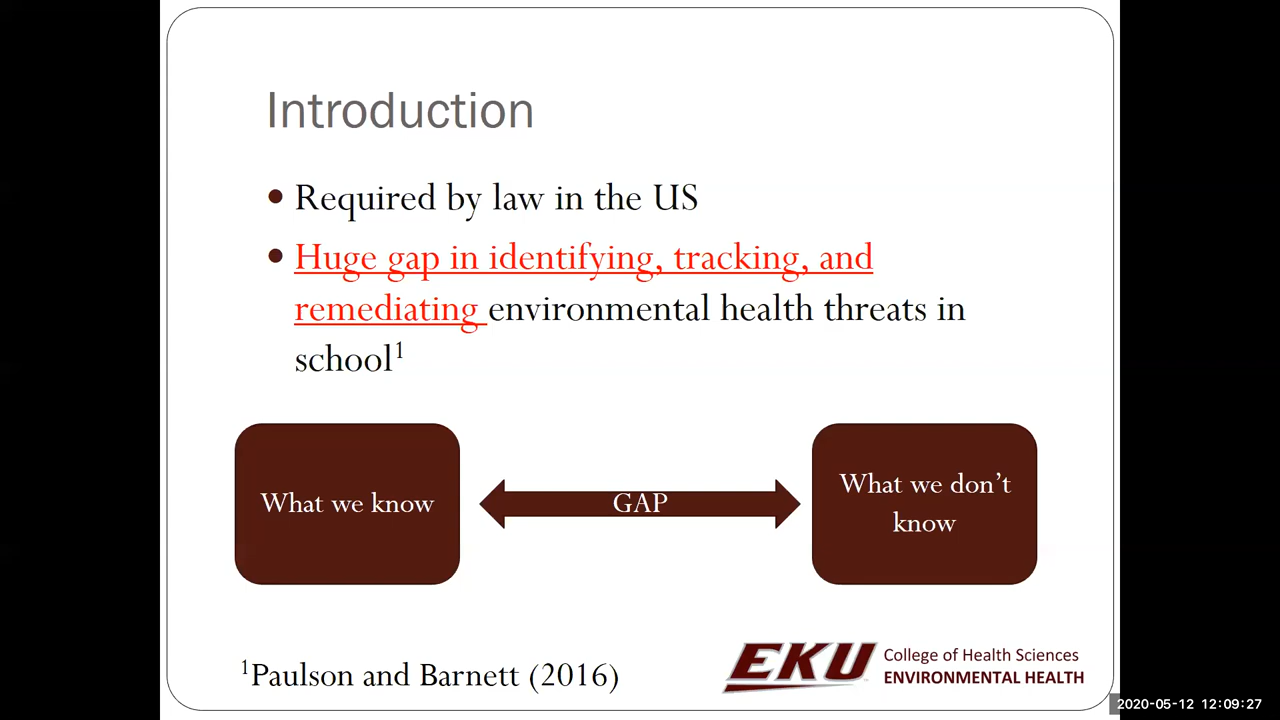 Introduction
• Required by law in the US
• Huge gap in identifying, tracking, and
remediating environmental health threats in
school¹
What we know
GAP
What we don’t
know
¹Paulson and Barnett (2016)
EKU
College of Health Sciences
ENVIRONMENTAL HEALTH
2020-05-12 12:09:27